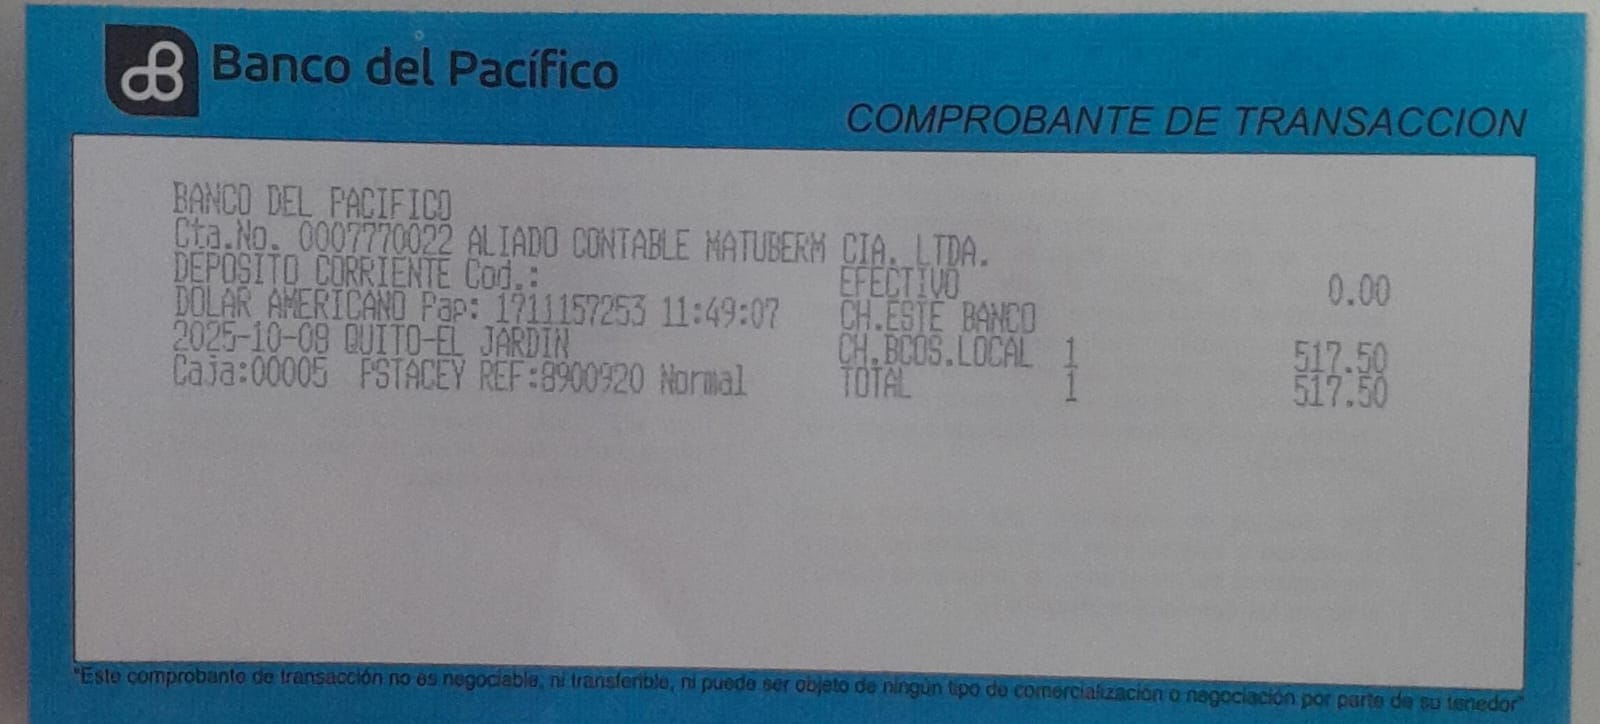 Banco del Pacífico
COMPROBANTE DE TRANSACCION
BANCO DEL PACIFICO
Cta.No. 0007770022 ALIADO CONTABLE MATUBERM CIA. LTDA.
DEPOSITO CORRIENTE Cod.: EFECTIVO 0.00
DOLAR AMERICANO Pap: 1711157253 11:49:07 CH.ESTE BANCO
2025-10-08 QUITO-EL JARDIN CH.BCOS.LOCAL 1 517.50
Caja:00005 PSTACEY REF:8900920 Normal TOTAL 1 517.50
"Este comprobante de transacción no es negociable, ni transferible, ni puede ser objeto de ningún tipo de comercialización o negociación por parte de su tenedor"